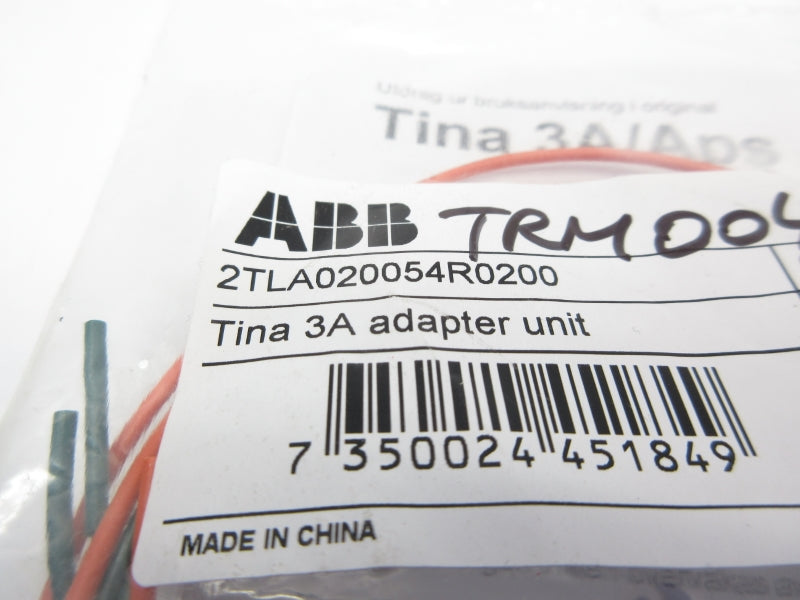 Utdrag ur bruksanvisning i original
Tina 3A/Aps
ABB TRM004
2TLA020054R0200
Tina 3A adapter unit
7 350024 451849
MADE IN CHINA